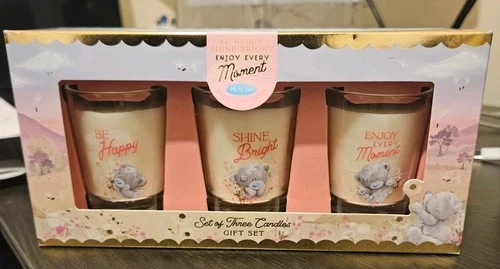 BE HAPPY
SHINE BRIGHT
ENJOY EVERY
Moment
BE
Happy
SHINE
Bright
ENJOY
EVERY
Moment
Set of Three Candles
GIFT SET